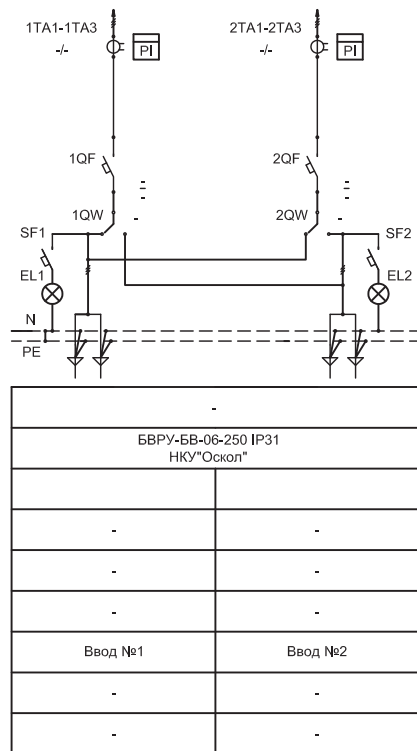 1TA1-1TA3
2TA1-2TA3
-/-
PI
-/-
PI
1QF
2QF
-
-
-
-
-
-
1QW
2QW
-
-
SF1
SF2
EL1
EL2
N
PE
-
БВРУ-БВ-06-250 IP31
НКУ"Оскол"
-
-
-
-
-
-
Ввод №1
Ввод №2
-
-
-
-